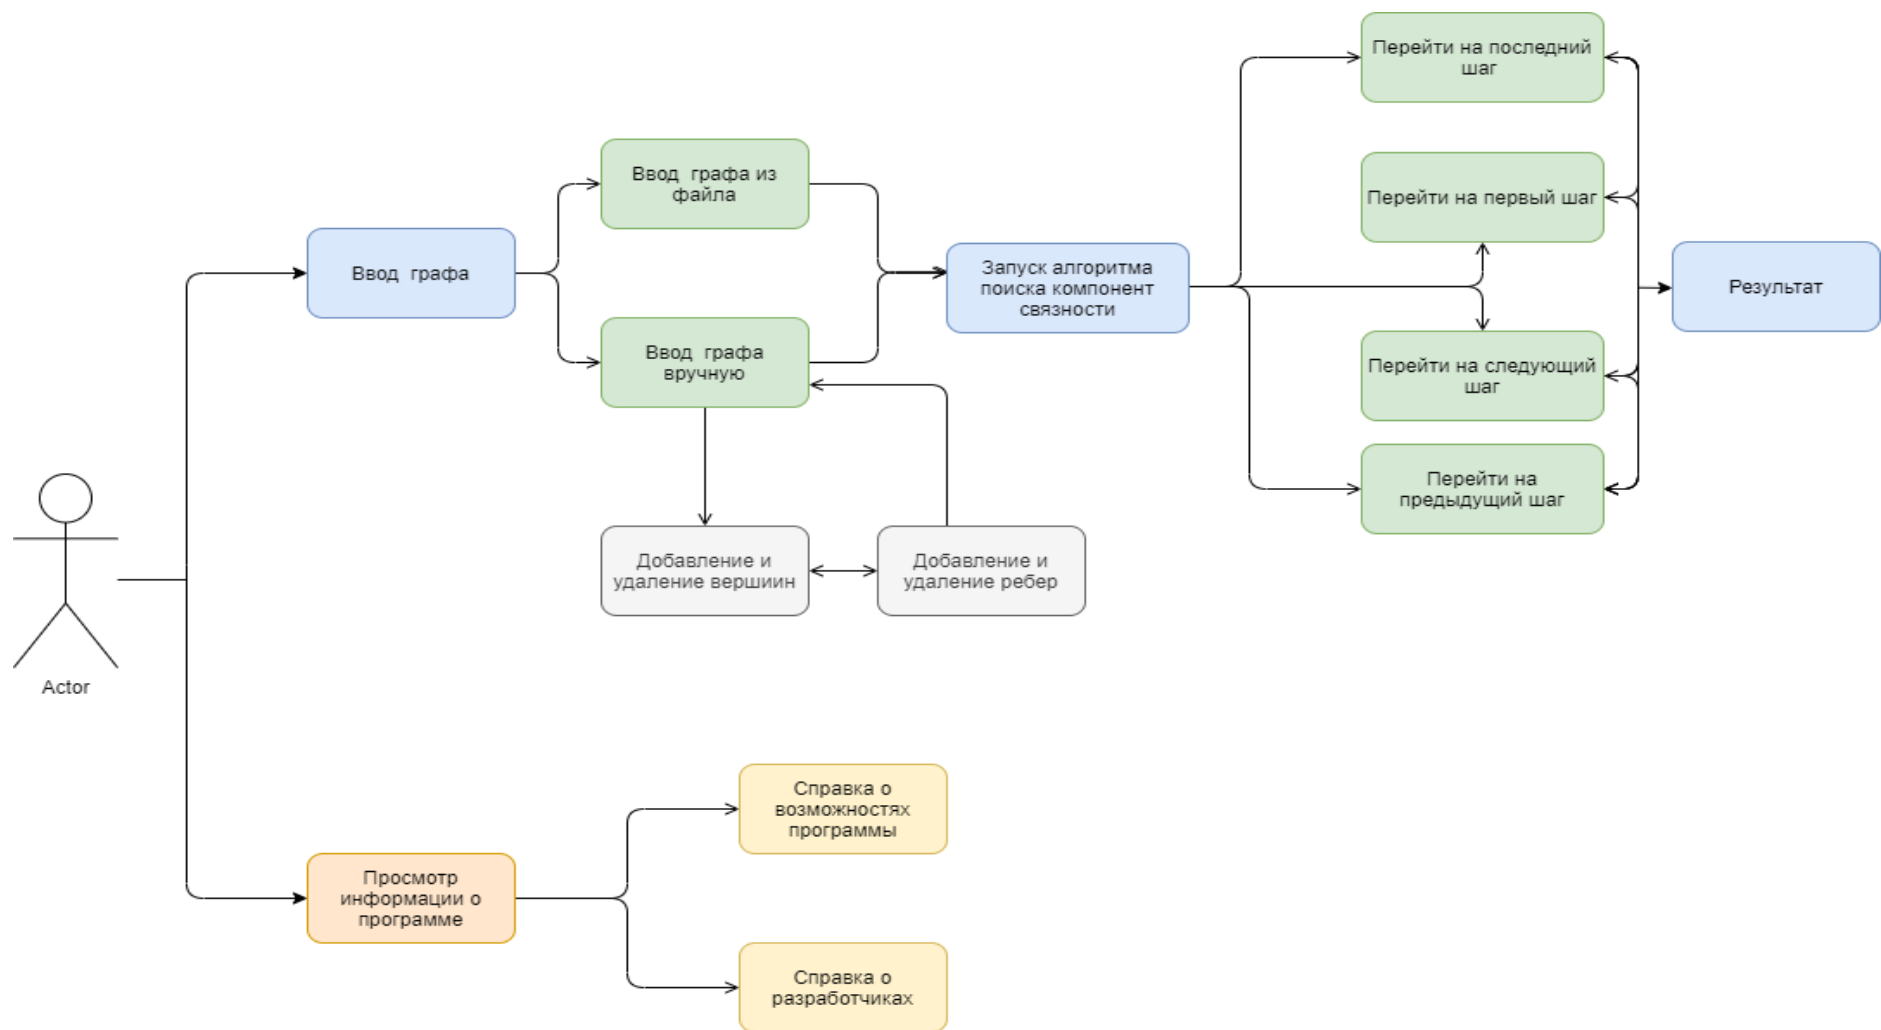 Перейти на последний
шаг
Ввод графа из
файла
Перейти на первый шаг
Ввод графа
Запуск алгоритма
поиска компонент
связности
Результат
Ввод графа
вручную
Перейти на следующий
шаг
Перейти на
предыдущий шаг
Добавление и
удаление вершиин
Добавление и
удаление ребер
Actor
Справка о
возможностях
программы
Просмотр
информации о
программе
Справка о
разработчиках